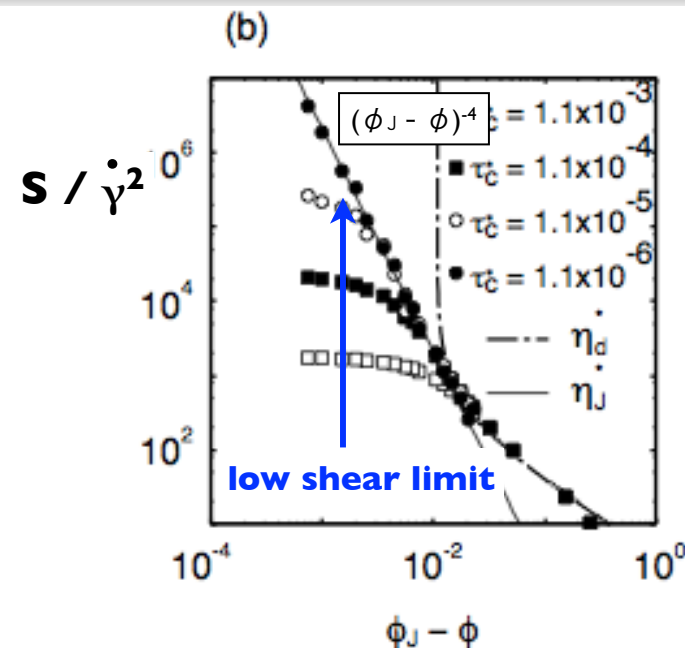 (b)
(φJ - φ)-4
τc* = 1.1x10-3
S / γ̇2
06
τc* = 1.1x10-4
τc* = 1.1x10-5
104
τc* = 1.1x10-6
ηd*
ηJ*
102
low shear limit
10-4 10-2 100
φJ – φ